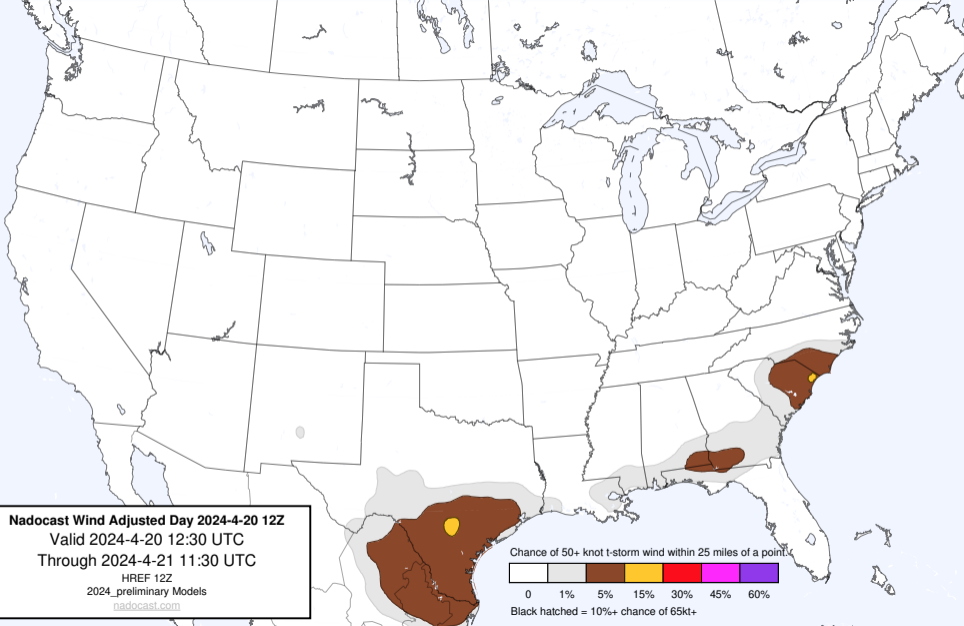 Nadocast Wind Adjusted Day 2024-4-20 12Z
Valid 2024-4-20 12:30 UTC
Through 2024-4-21 11:30 UTC
HREF 12Z
2024_preliminary Models
nadocast.com
Chance of 50+ knot t-storm wind within 25 miles of a point.
0 1% 5% 15% 30% 45% 60%
Black hatched = 10%+ chance of 65kt+